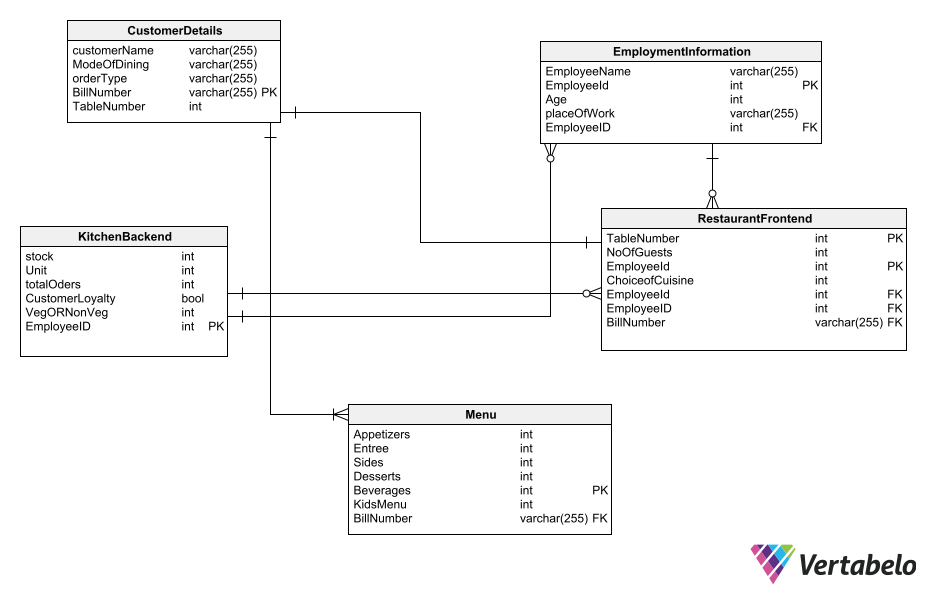 CustomerDetails
customerName varchar(255)
ModeOfDining varchar(255)
orderType varchar(255)
BillNumber varchar(255) PK
TableNumber int
EmploymentInformation
EmployeeName varchar(255)
EmployeeId int PK
Age int
placeOfWork varchar(255)
EmployeeID int FK
KitchenBackend
stock int
Unit int
totalOders int
CustomerLoyalty bool
VegORNonVeg int
EmployeeID int PK
RestaurantFrontend
TableNumber int PK
NoOfGuests int
EmployeeId int PK
ChoiceofCuisine int
EmployeeId int FK
EmployeeID int FK
BillNumber varchar(255) FK
Menu
Appetizers int
Entree int
Sides int
Desserts int
Beverages int PK
KidsMenu int
BillNumber varchar(255) FK
Vertabelo